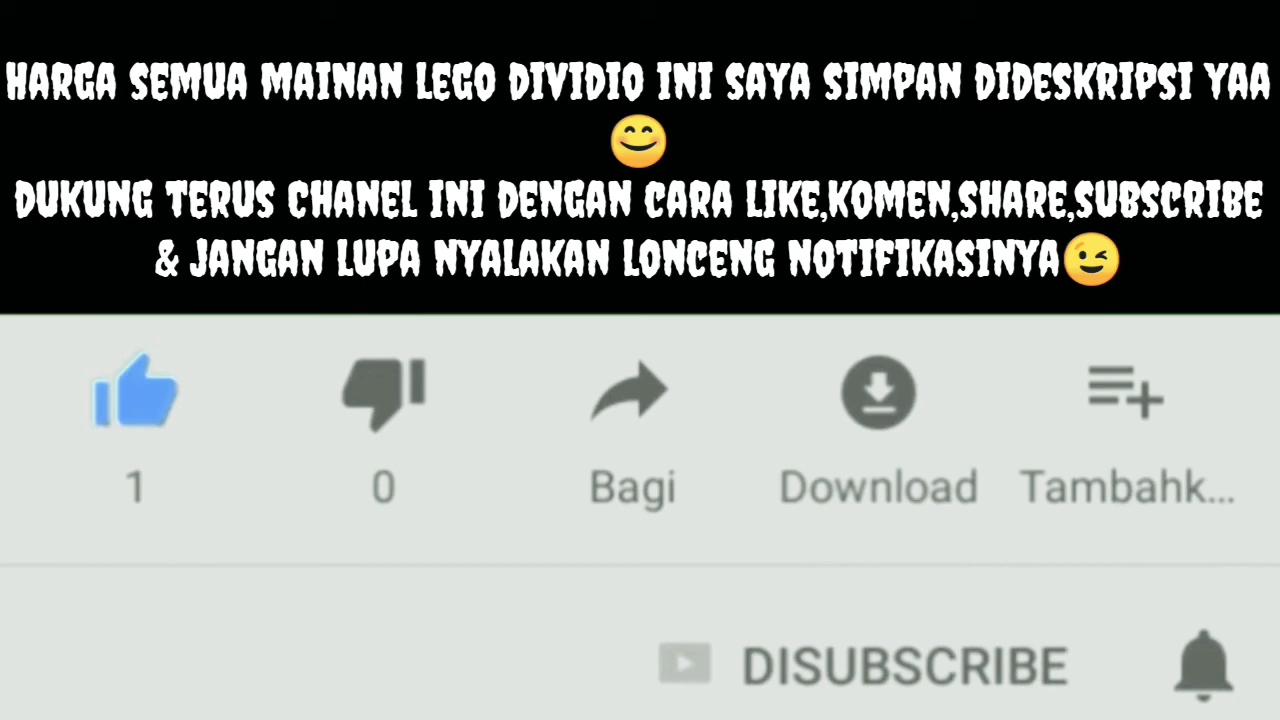 HARGA SEMUA MAINAN LEGO DIVIDIO INI SAYA SIMPAN DIDESKRIPSI YAA
😊
DUKUNG TERUS CHANEL INI DENGAN CARA LIKE,KOMEN,SHARE,SUBSCRIBE
& JANGAN LUPA NYALAKAN LONCENG NOTIFIKASINYA😉
1 0 Bagi Download Tambahk...
DISUBSCRIBE